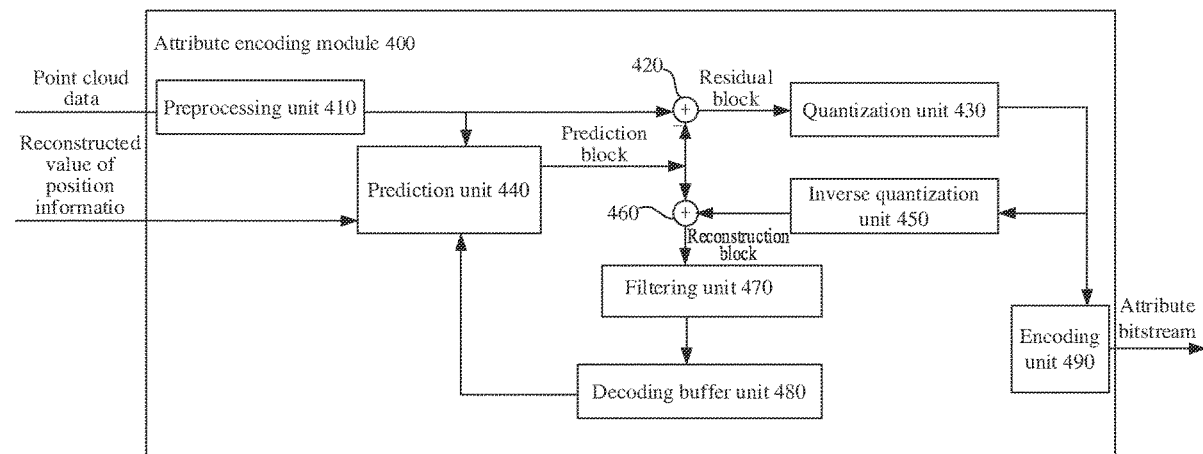 Attribute encoding module 400
Point cloud
data
Preprocessing unit 410
420
Residual
block
Quantization unit 430
Reconstructed
value of
position
informatio
Prediction unit 440
Prediction
block
460
Inverse quantization
unit 450
Reconstruction
block
Filtering unit 470
Decoding buffer unit 480
Encoding
unit 490
Attribute
bitstream